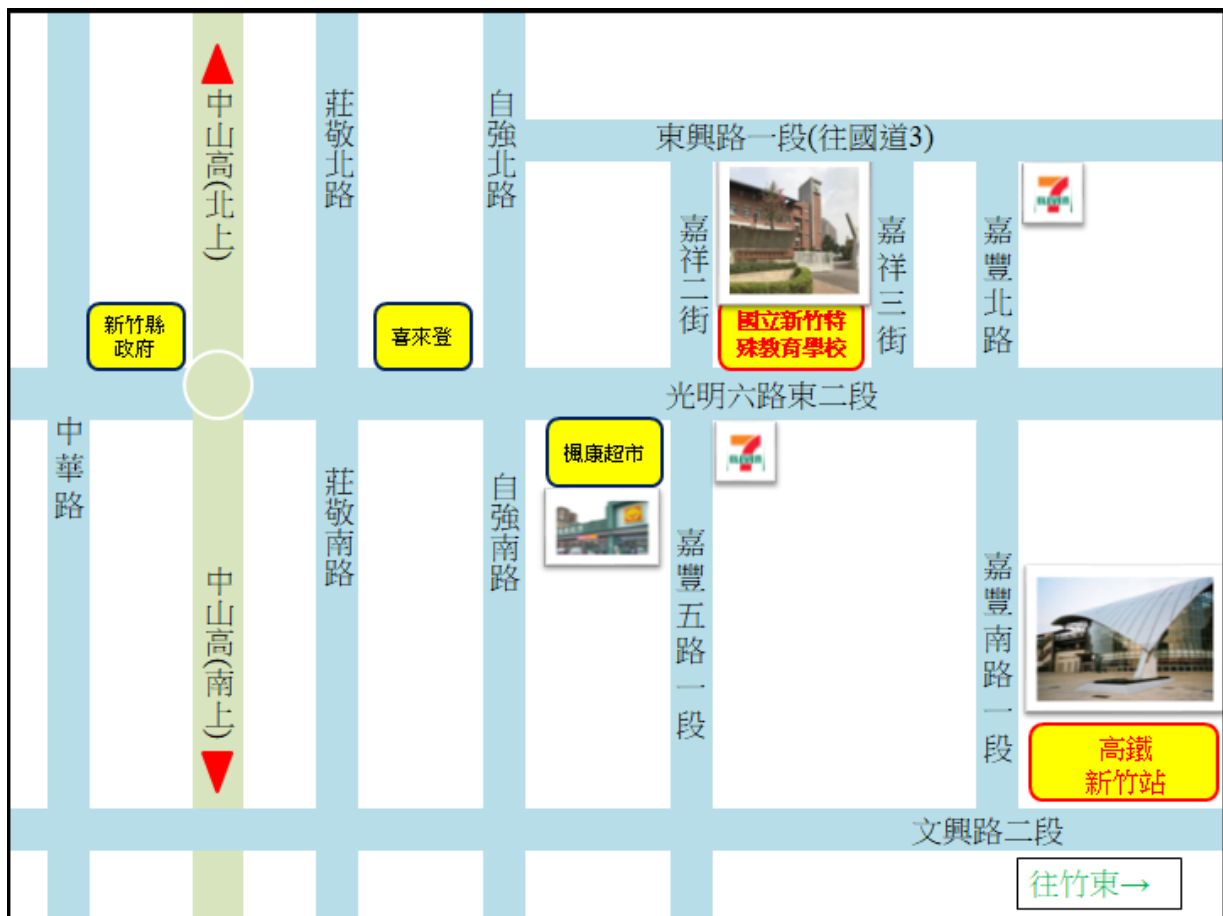 中山高(北上)
莊敬北路
自強北路
東興路一段(往國道3)
嘉祥二街
嘉祥三街
嘉豐北路
7
ELEVEN
新竹縣
政府
喜來登
國立新竹特
殊教育學校
光明六路東二段
中華路
楓康超市
7
ELEVEN
莊敬南路
自強南路
嘉豐五路一段
嘉豐南路一段
中山高(南上)
高鐵
新竹站
文興路二段
往竹東→